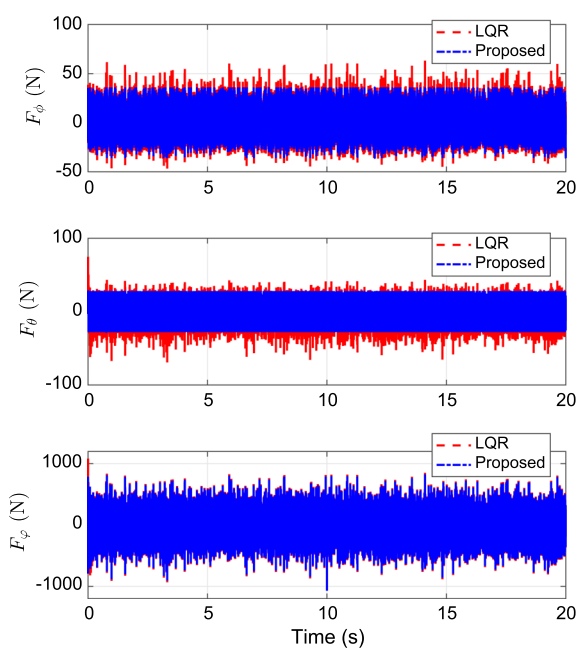 100
LQR
Proposed
50
F_ϕ (N)
0
-50
0 5 10 15 20
100
LQR
Proposed
0
F_θ (N)
-100
0 5 10 15 20
LQR
Proposed
1000
F_φ (N)
0
-1000
0 5 10 15 20
Time (s)